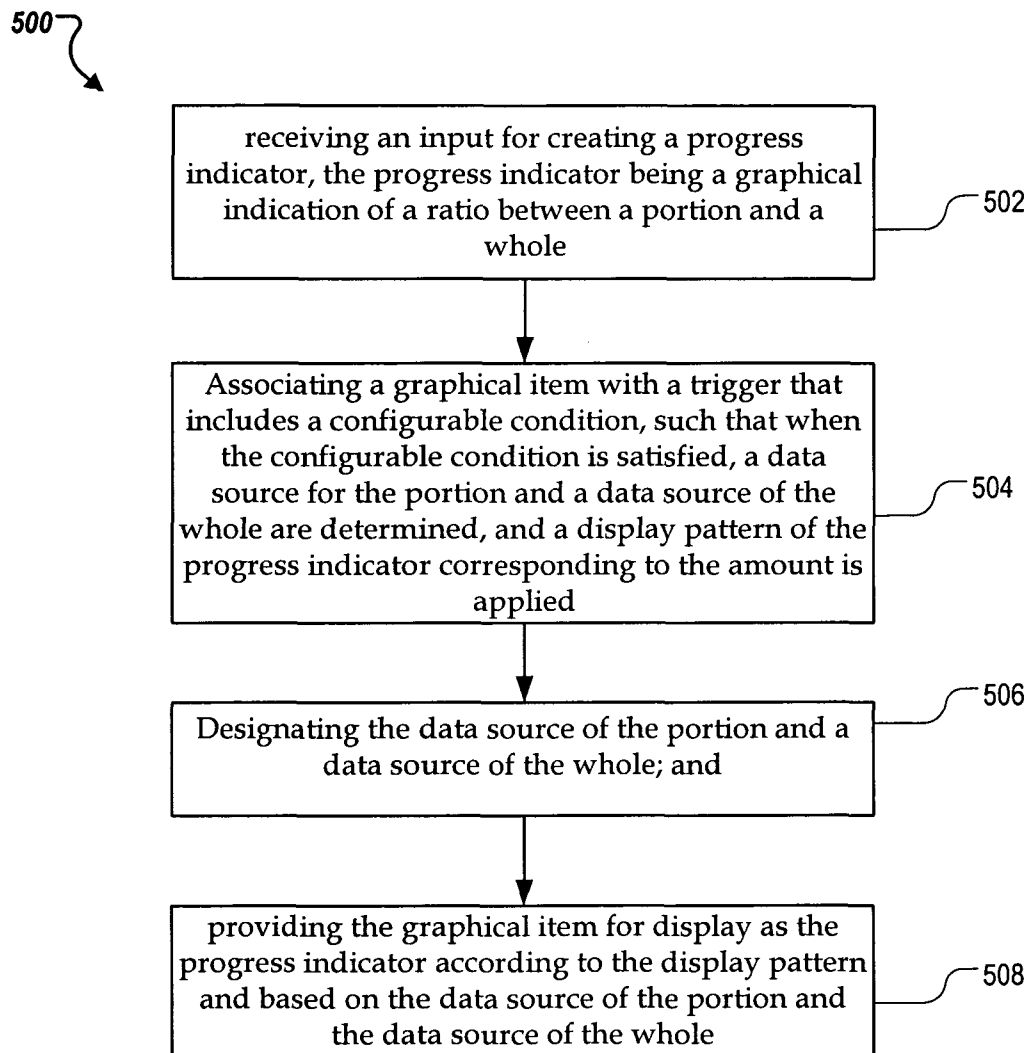 500
receiving an input for creating a progress
indicator, the progress indicator being a graphical
indication of a ratio between a portion and a
whole
502
Associating a graphical item with a trigger that
includes a configurable condition, such that when
the configurable condition is satisfied, a data
source for the portion and a data source of the
whole are determined, and a display pattern of the
progress indicator corresponding to the amount is
applied
504
Designating the data source of the portion and a
data source of the whole; and
506
providing the graphical item for display as the
progress indicator according to the display pattern
and based on the data source of the portion and
the data source of the whole
508